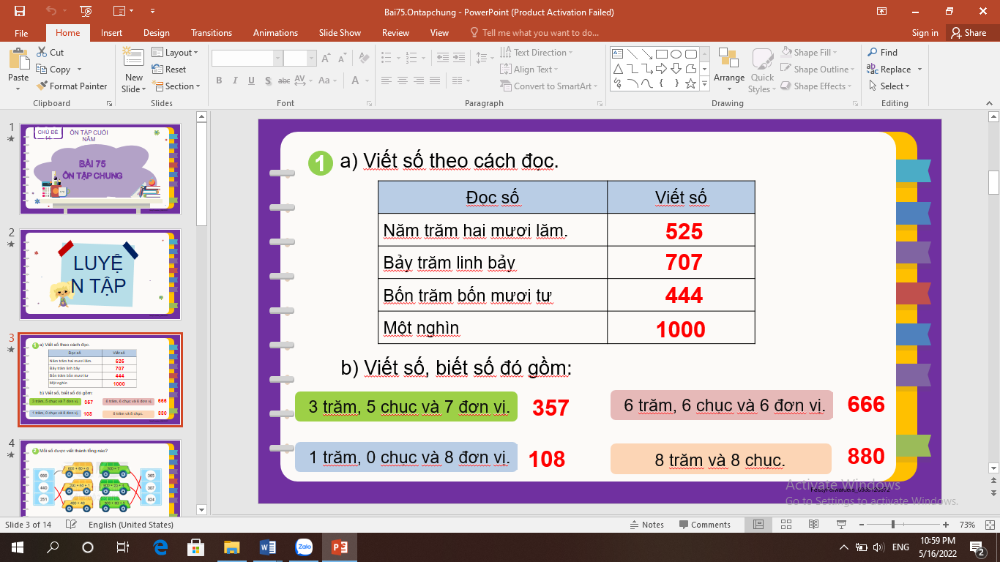 Bai75.Ontapchung - PowerPoint (Product Activation Failed)
File Home Insert Design Transitions Animations Slide Show Review View Tell me what you want to do... Sign in Share
Cut
Copy
Format Painter
Paste
Clipboard
New Slide
Layout
Reset
Section
Slides
B I U S abc AV Aa A
Font
Text Direction
Align Text
Convert to SmartArt
Paragraph
Arrange
Quick Styles
Shape Fill
Shape Outline
Shape Effects
Drawing
Find
Replace
Select
Editing
1
CHỦ ĐỀ
14
ÔN TẬP CUỐI
NĂM
BÀI 75
ÔN TẬP CHUNG
2
LUYỆ
N TẬP
3
1 a) Viết số theo cách đọc.
Đọc số Viết số
Năm trăm hai mươi lăm. 525
Bảy trăm linh bảy 707
Bốn trăm bốn mươi tư 444
Một nghìn 1000
b) Viết số, biết số đó gồm:
3 trăm, 5 chục và 7 đơn vị. 357 6 trăm, 6 chục và 6 đơn vị. 666
1 trăm, 0 chục và 8 đơn vị. 108 8 trăm và 8 chục. 880
4
2 Mỗi số được viết thành tổng nào?
666 600 + 60 + 6 300 + 7 365
440 200 + 50 + 1 307
251 400 + 40 300 + 60 + 5 824
1 a) Viết số theo cách đọc.
Đọc số Viết số
Năm trăm hai mươi lăm. 525
Bảy trăm linh bảy 707
Bốn trăm bốn mươi tư 444
Một nghìn 1000
b) Viết số, biết số đó gồm:
3 trăm, 5 chục và 7 đơn vị. 357 6 trăm, 6 chục và 6 đơn vị. 666
1 trăm, 0 chục và 8 đơn vị. 108 8 trăm và 8 chục. 880
Activate Windows
Go to Settings to activate Windows.
Slide 3 of 14 English (United States) Notes Comments 73%
Zalo
ENG
10:59 PM
5/16/2022
2